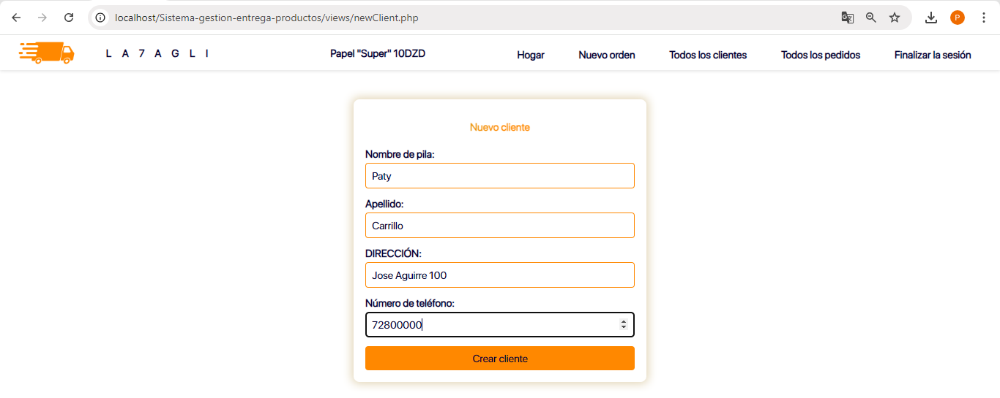 localhost/Sistema-gestion-entrega-productos/views/newClient.php
P
LA7AGLI Papel "Super" 10DZD Hogar Nuevo orden Todos los clientes Todos los pedidos Finalizar la sesión
Nuevo cliente
Nombre de pila:
Paty
Apellido:
Carrillo
DIRECCIÓN:
Jose Aguirre 100
Número de teléfono:
72800000
Crear cliente